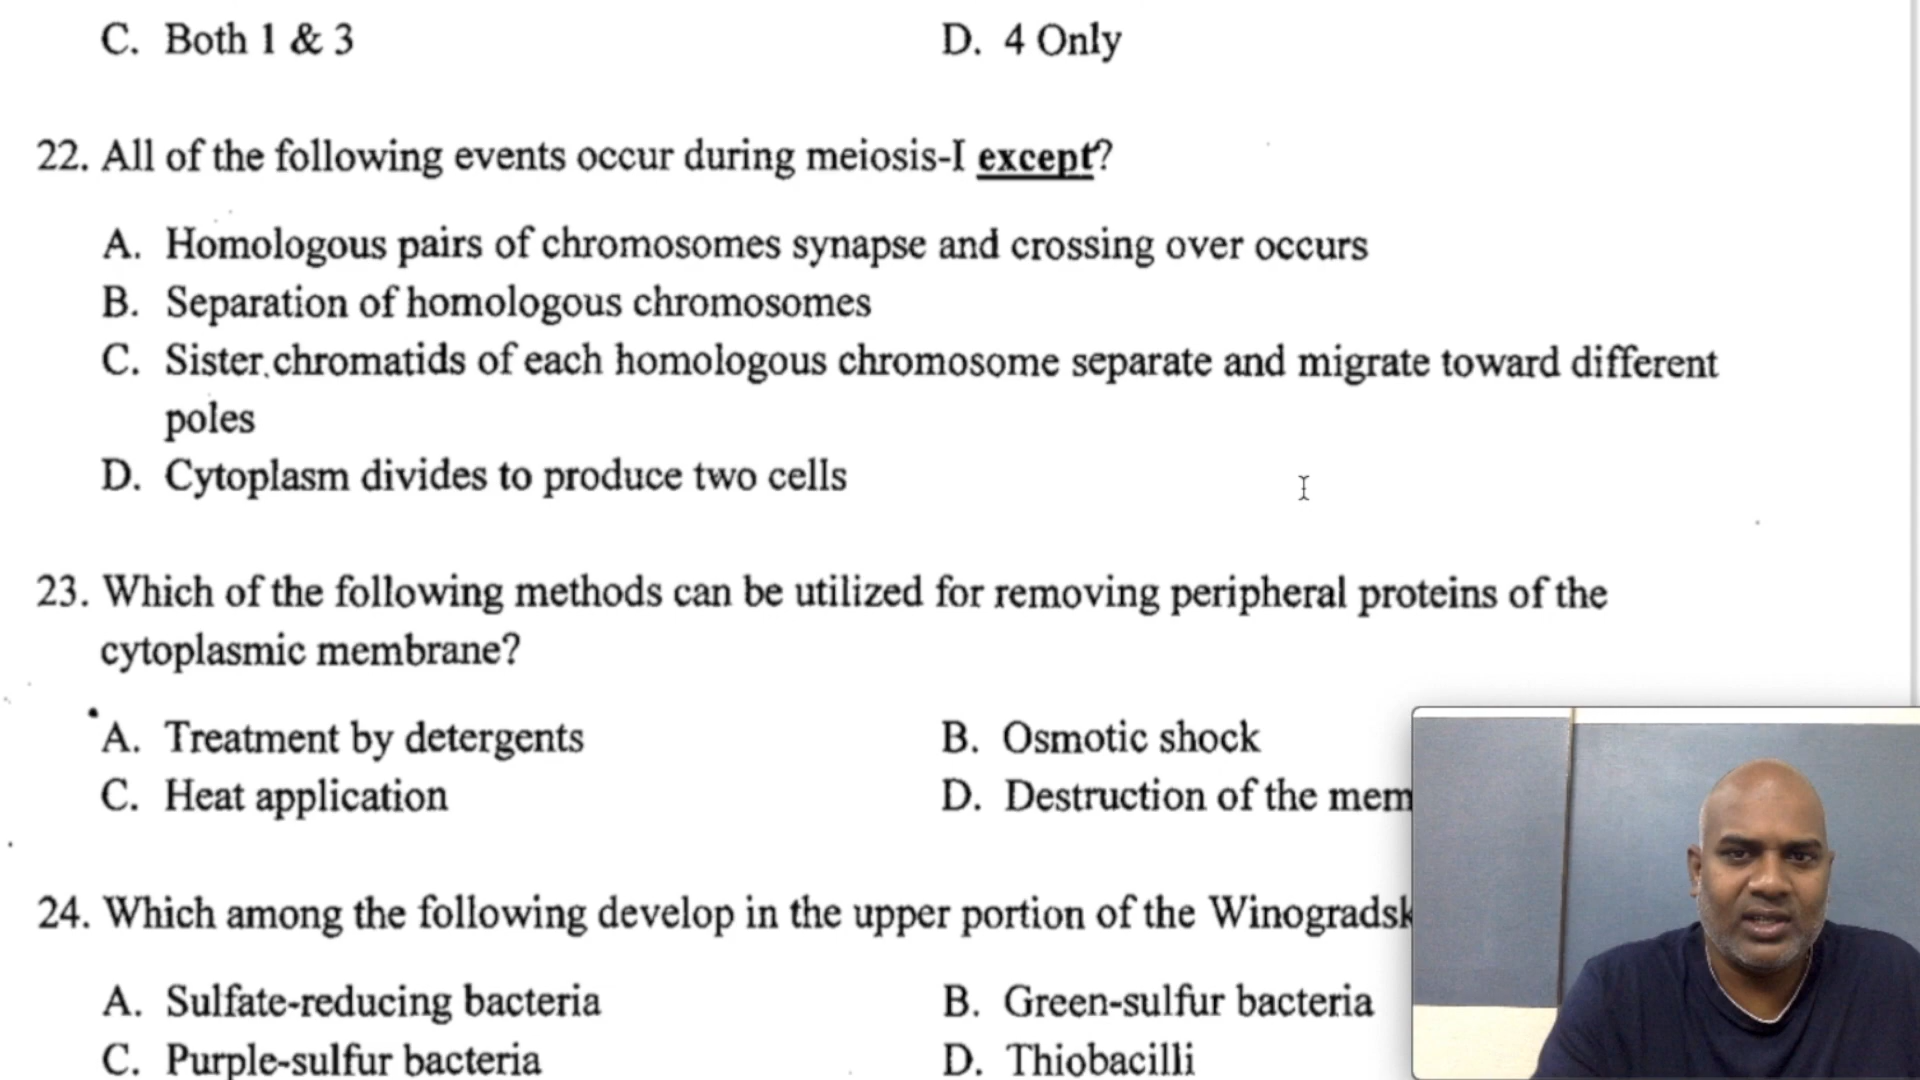 C. Both 1 & 3 D. 4 Only
22. All of the following events occur during meiosis-I except?
A. Homologous pairs of chromosomes synapse and crossing over occurs
B. Separation of homologous chromosomes
C. Sister chromatids of each homologous chromosome separate and migrate toward different
poles
D. Cytoplasm divides to produce two cells
23. Which of the following methods can be utilized for removing peripheral proteins of the
cytoplasmic membrane?
A. Treatment by detergents B. Osmotic shock
C. Heat application D. Destruction of the mem
24. Which among the following develop in the upper portion of the Winogradsk
A. Sulfate-reducing bacteria B. Green-sulfur bacteria
C. Purple-sulfur bacteria D. Thiobacilli